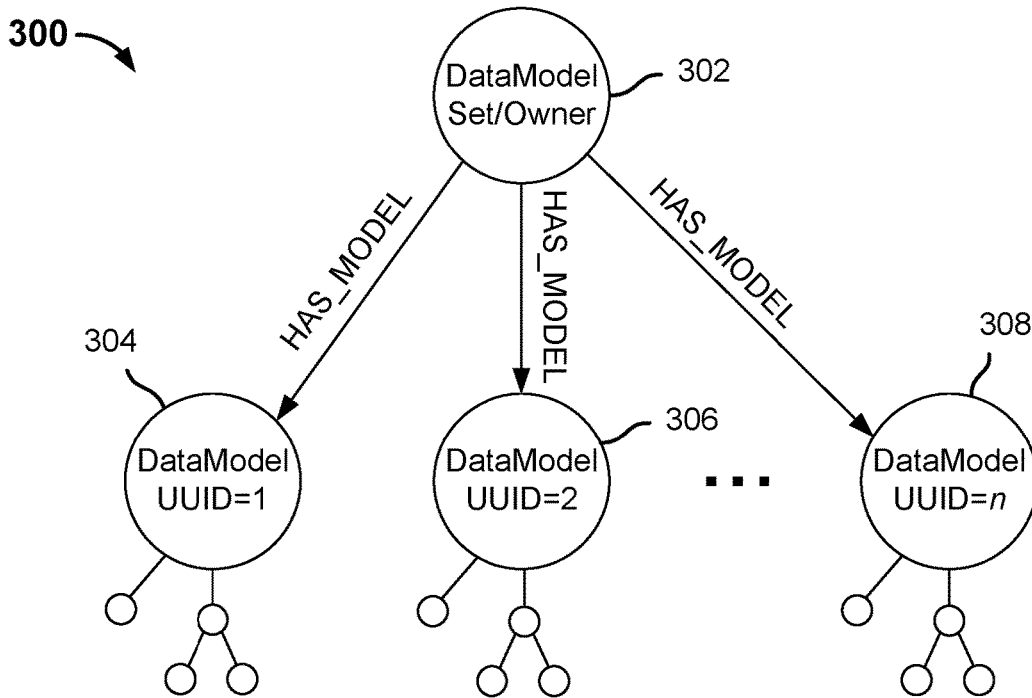 300
DataModel
Set/Owner
302
HAS_MODEL
HAS_MODEL
HAS_MODEL
304
DataModel
UUID=1
306
DataModel
UUID=2
...
308
DataModel
UUID=n